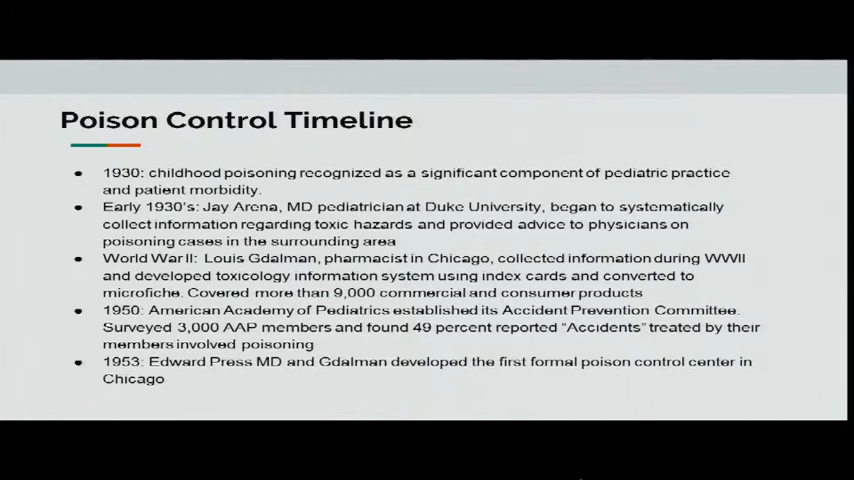 Poison Control Timeline
● 1930: childhood poisoning recognized as a significant component of pediatric practice
and patient morbidity.
● Early 1930's: Jay Arena, MD pediatrician at Duke University, began to systematically
collect information regarding toxic hazards and provided advice to physicians on
poisoning cases in the surrounding area
● World War II: Louis Gdalman, pharmacist in Chicago, collected information during WWII
and developed toxicology information system using index cards and converted to
microfiche. Covered more than 9,000 commercial and consumer products
● 1950: American Academy of Pediatrics established its Accident Prevention Committee.
Surveyed 3,000 AAP members and found 49 percent reported “Accidents” treated by their
members involved poisoning
● 1953: Edward Press MD and Gdalman developed the first formal poison control center in
Chicago